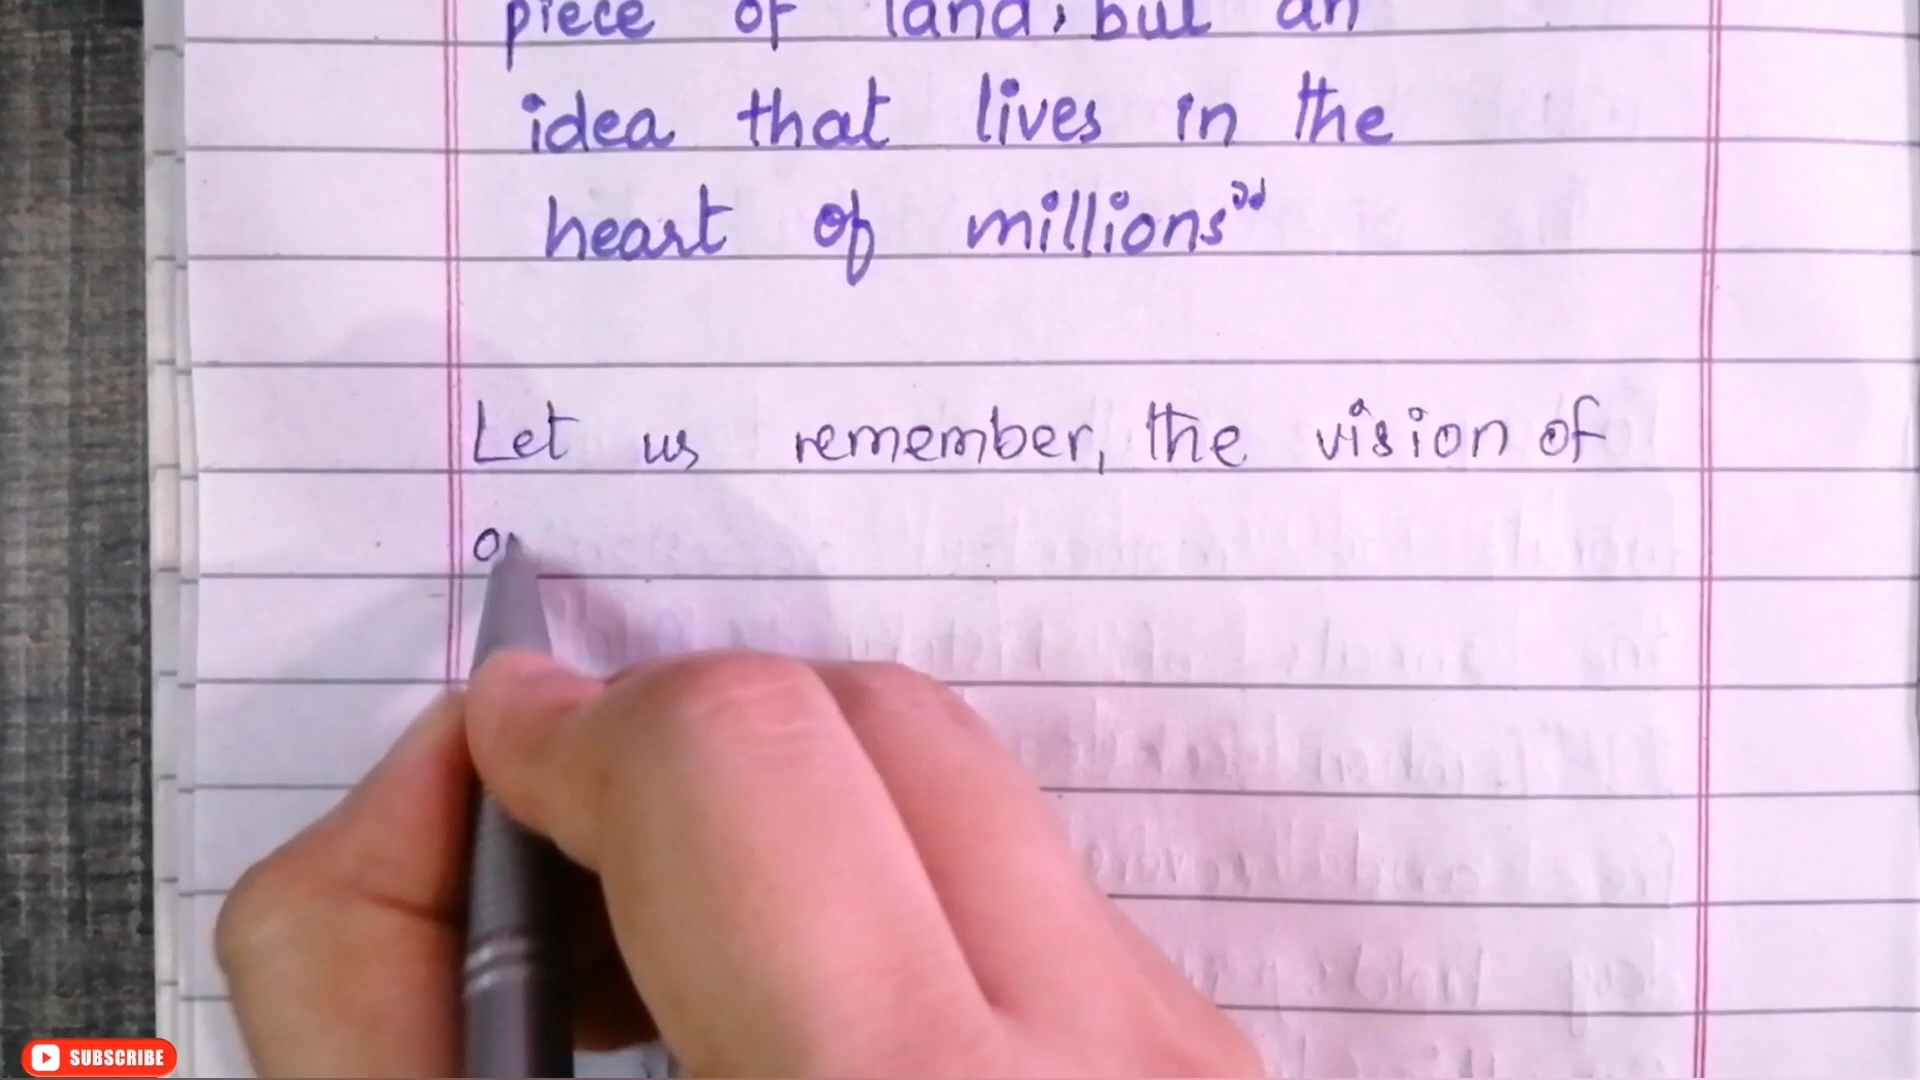 piece of land, but an
idea that lives in the
heart of millions"
Let us remember, the vision of
SUBSCRIBE